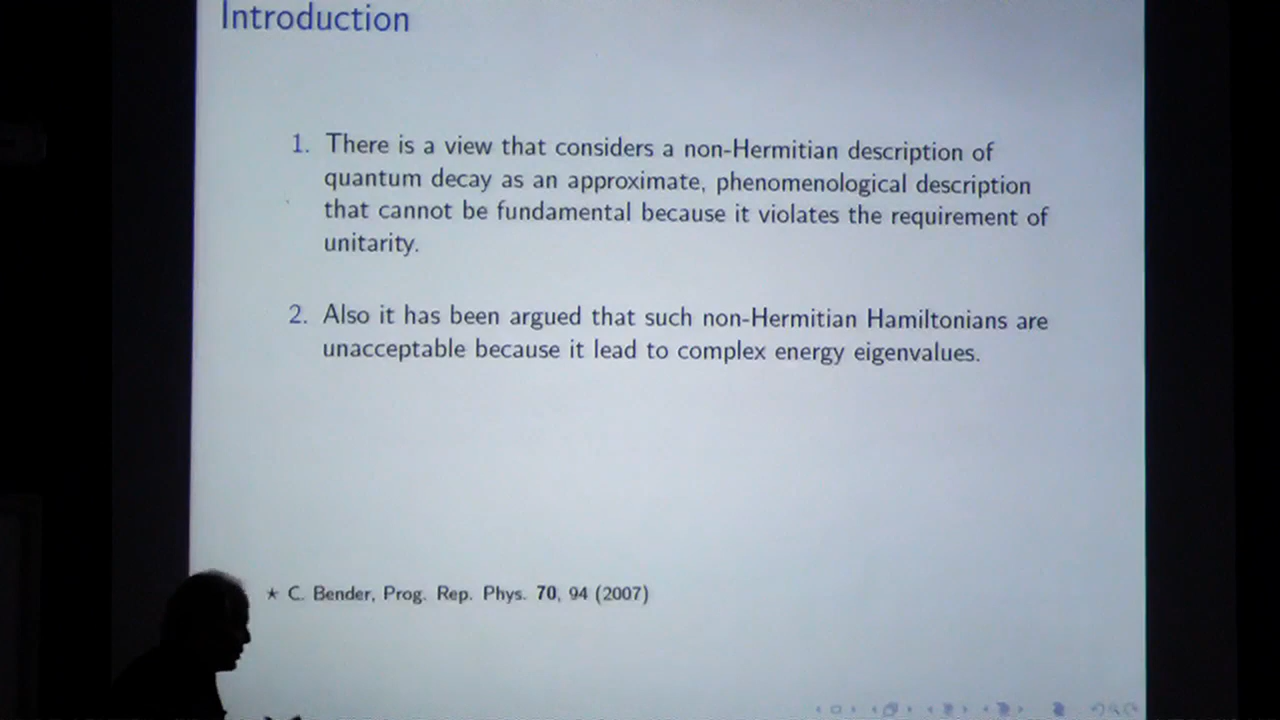 Introduction
1. There is a view that considers a non-Hermitian description of
quantum decay as an approximate, phenomenological description
that cannot be fundamental because it violates the requirement of
unitarity.
2. Also it has been argued that such non-Hermitian Hamiltonians are
unacceptable because it lead to complex energy eigenvalues.
⋆ C. Bender, Prog. Rep. Phys. 70, 94 (2007)